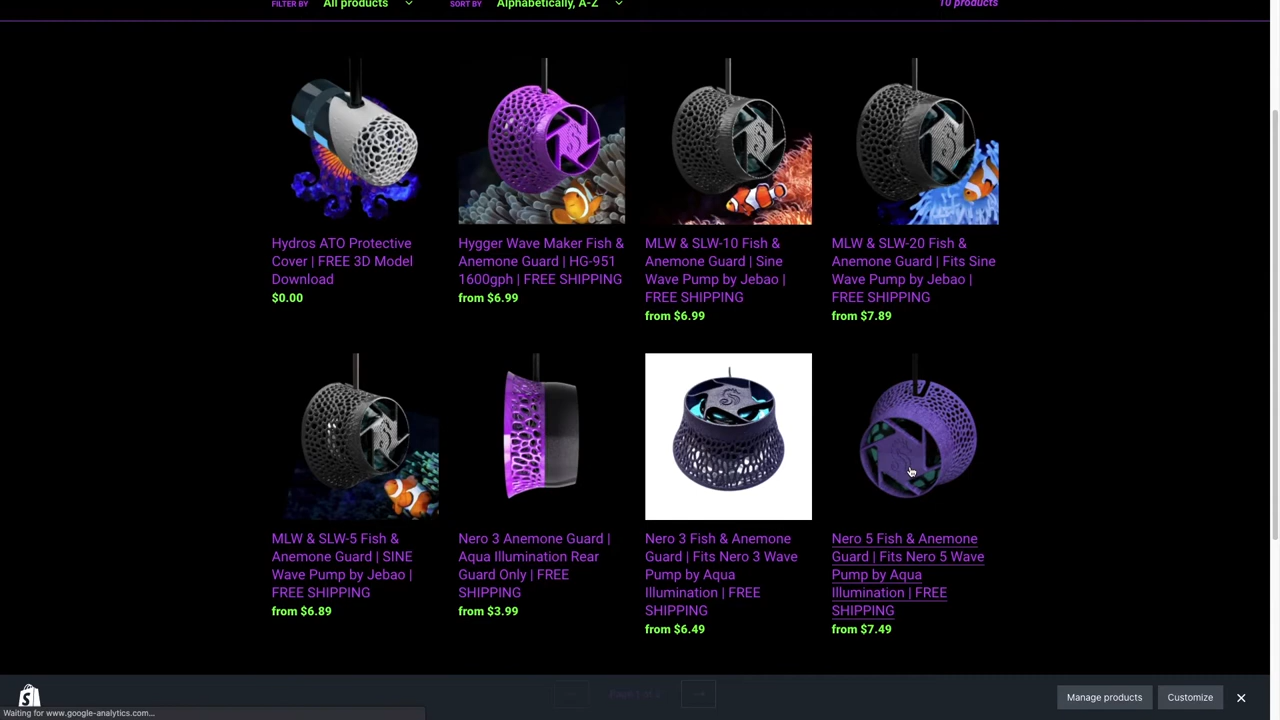 FILTER BY All products SORT BY Alphabetically, A-Z 10 products
Hydros ATO Protective
Cover | FREE 3D Model
Download
$0.00
Hygger Wave Maker Fish &
Anemone Guard | HG-951
1600gph | FREE SHIPPING
from $6.99
MLW & SLW-10 Fish &
Anemone Guard | Sine
Wave Pump by Jebao |
FREE SHIPPING
from $6.99
MLW & SLW-20 Fish &
Anemone Guard | Fits Sine
Wave Pump by Jebao |
FREE SHIPPING
from $7.89
MLW & SLW-5 Fish &
Anemone Guard | SINE
Wave Pump by Jebao |
FREE SHIPPING
from $6.89
Nero 3 Anemone Guard |
Aqua Illumination Rear
Guard Only | FREE
SHIPPING
from $3.99
Nero 3 Fish & Anemone
Guard | Fits Nero 3 Wave
Pump by Aqua
Illumination | FREE
SHIPPING
from $6.49
Nero 5 Fish & Anemone
Guard | Fits Nero 5 Wave
Pump by Aqua
Illumination | FREE
SHIPPING
from $7.49
Manage products Customize
Waiting for www.google-analytics.com...